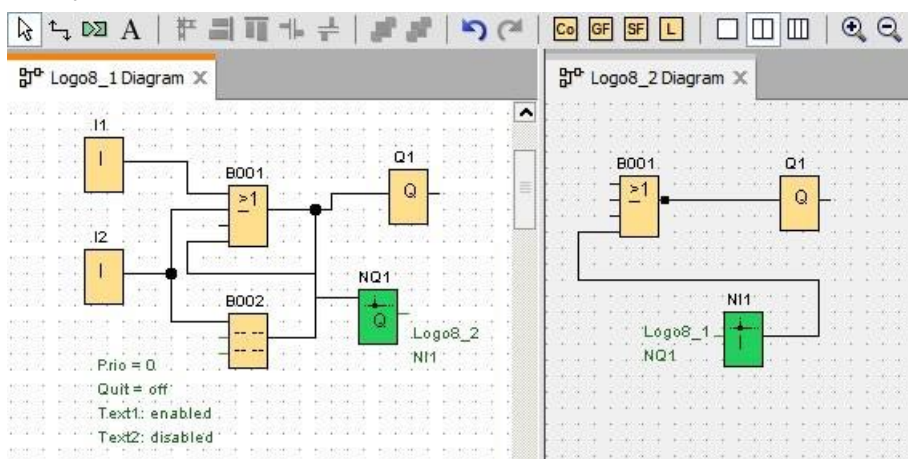 A Co GF SF L
Logo8_1 Diagram X
Logo8_2 Diagram X
I1
I
B001
>1
Q1
Q
I2
I
B002
NQ1
Q
Logo8_2
NI1
Prio = 0
Quit = off
Text1: enabled
Text2: disabled
B001
>1
Q1
Q
NI1
I
Logo8_1
NQ1